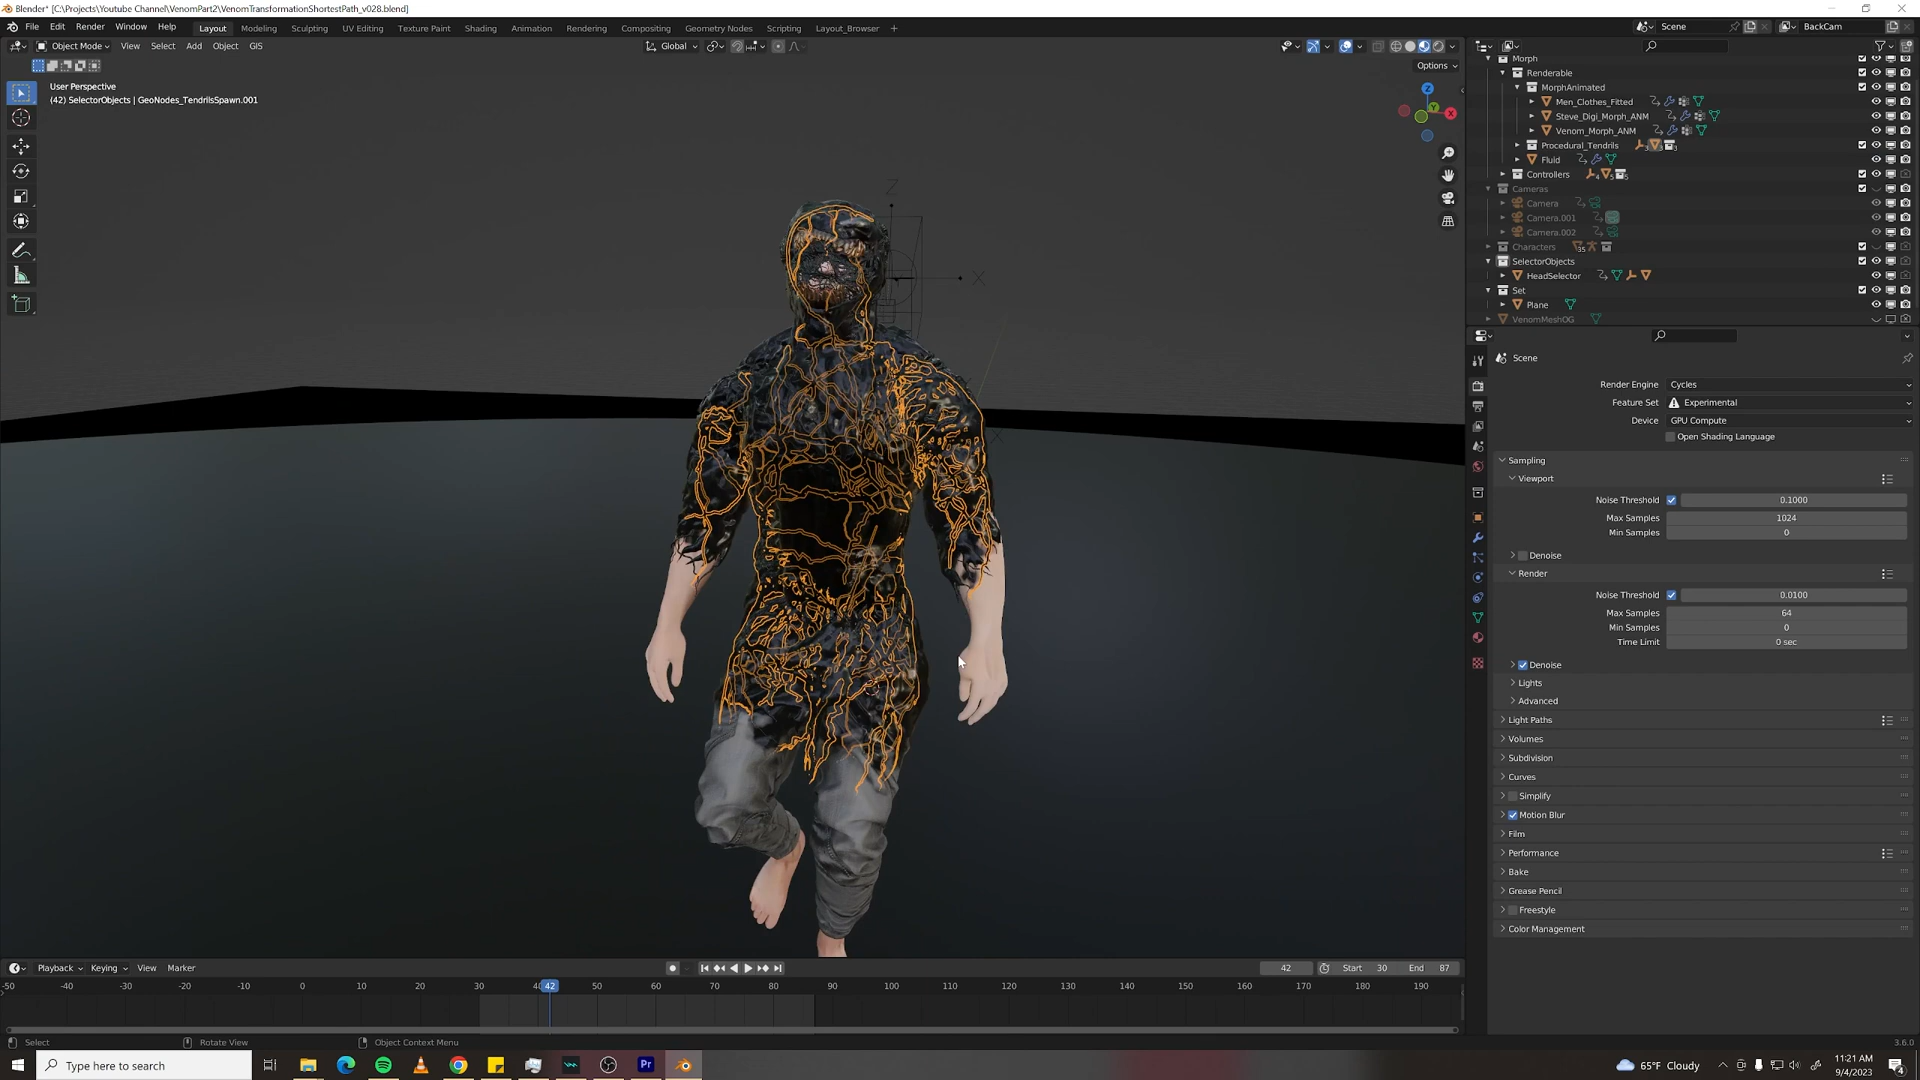 Blender* [C:\Projects\Youtube Channel\VenomPart2\VenomTransformationShortestPath_v028.blend]
File Edit Render Window Help Layout Modeling Sculpting UV Editing Texture Paint Shading Animation Rendering Compositing Geometry Nodes Scripting Layout_Browser + Scene BackCam
Object Mode View Select Add Object GIS Global
Options
User Perspective
(42) SelectorObjects | GeoNodes_TendrilsSpawn.001
Z
Y
X
Z
X
Morph
Renderable
MorphAnimated
Men_Clothes_Fitted
Steve_Digi_Morph_ANM
Venom_Morph_ANM
Procedural_Tendrils
Fluid
Controllers
Cameras
Camera
Camera.001
Camera.002
Characters 35
SelectorObjects
HeadSelector
Set
Plane
VenomMeshOG
Scene
Render Engine Cycles
Feature Set Experimental
Device GPU Compute
Open Shading Language
Sampling
Viewport
Noise Threshold 0.1000
Max Samples 1024
Min Samples 0
Denoise
Render
Noise Threshold 0.0100
Max Samples 64
Min Samples 0
Time Limit 0 sec
Denoise
Lights
Advanced
Light Paths
Volumes
Subdivision
Curves
Simplify
Motion Blur
Film
Performance
Bake
Grease Pencil
Freestyle
Color Management
Playback Keying View Marker 42 Start 30 End 87
-50 -40 -30 -20 -10 0 10 20 30 40 42 50 60 70 80 90 100 110 120 130 140 150 160 170 180 190
Select Rotate View Object Context Menu 3.6.0
Type here to search Pr 65°F Cloudy 11:21 AM
9/4/2023 4